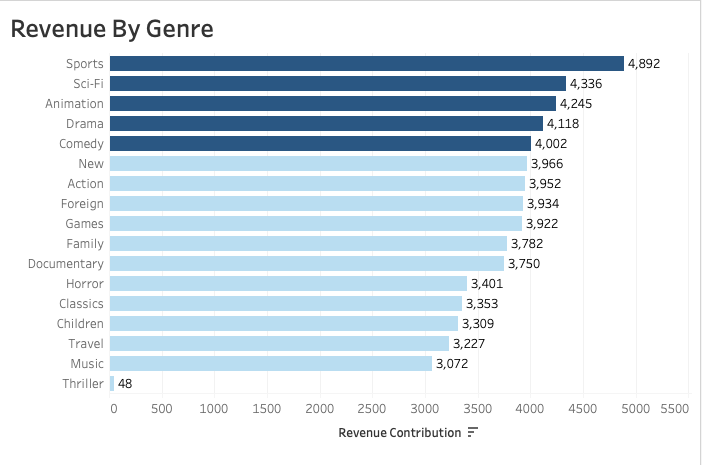 Revenue By Genre
Sports 4,892
Sci-Fi 4,336
Animation 4,245
Drama 4,118
Comedy 4,002
New 3,966
Action 3,952
Foreign 3,934
Games 3,922
Family 3,782
Documentary 3,750
Horror 3,401
Classics 3,353
Children 3,309
Travel 3,227
Music 3,072
Thriller 48
0 500 1000 1500 2000 2500 3000 3500 4000 4500 5000 5500
Revenue Contribution